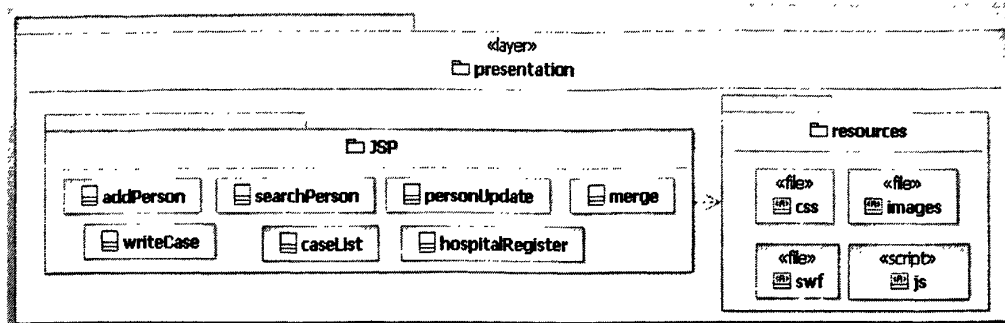 «layer»
presentation
JSP
addPerson searchPerson personUpdate merge
writeCase caseList hospitalRegister
resources
«file» «file»
css images
«file» «script»
swf js